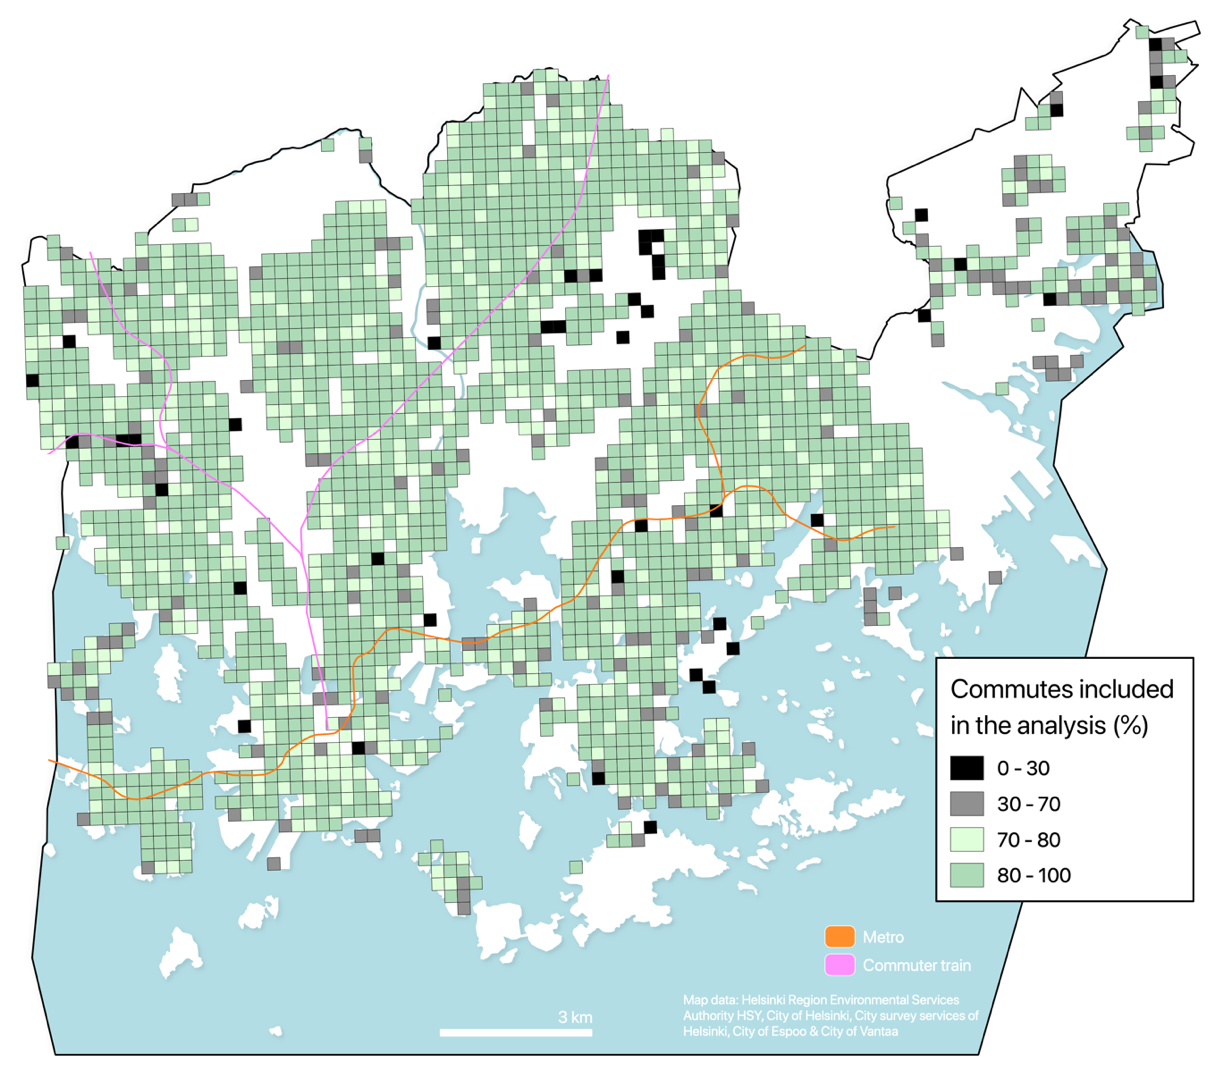 Commutes included
in the analysis (%)
0 - 30
30 - 70
70 - 80
80 - 100
Metro
Commuter train
Map data: Helsinki Region Environmental Services
Authority HSY, City of Helsinki, City survey services of
Helsinki, City of Espoo & City of Vantaa
3 km